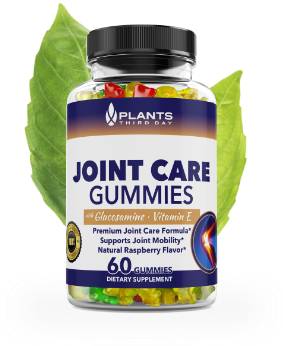 PLANTS
THIRD DAY
JOINT CARE
GUMMIES
with Glucosamine • Vitamin E
Premium Joint Care Formula*
Supports Joint Mobility*
Natural Raspberry Flavor*
60 GUMMIES
DIETARY SUPPLEMENT